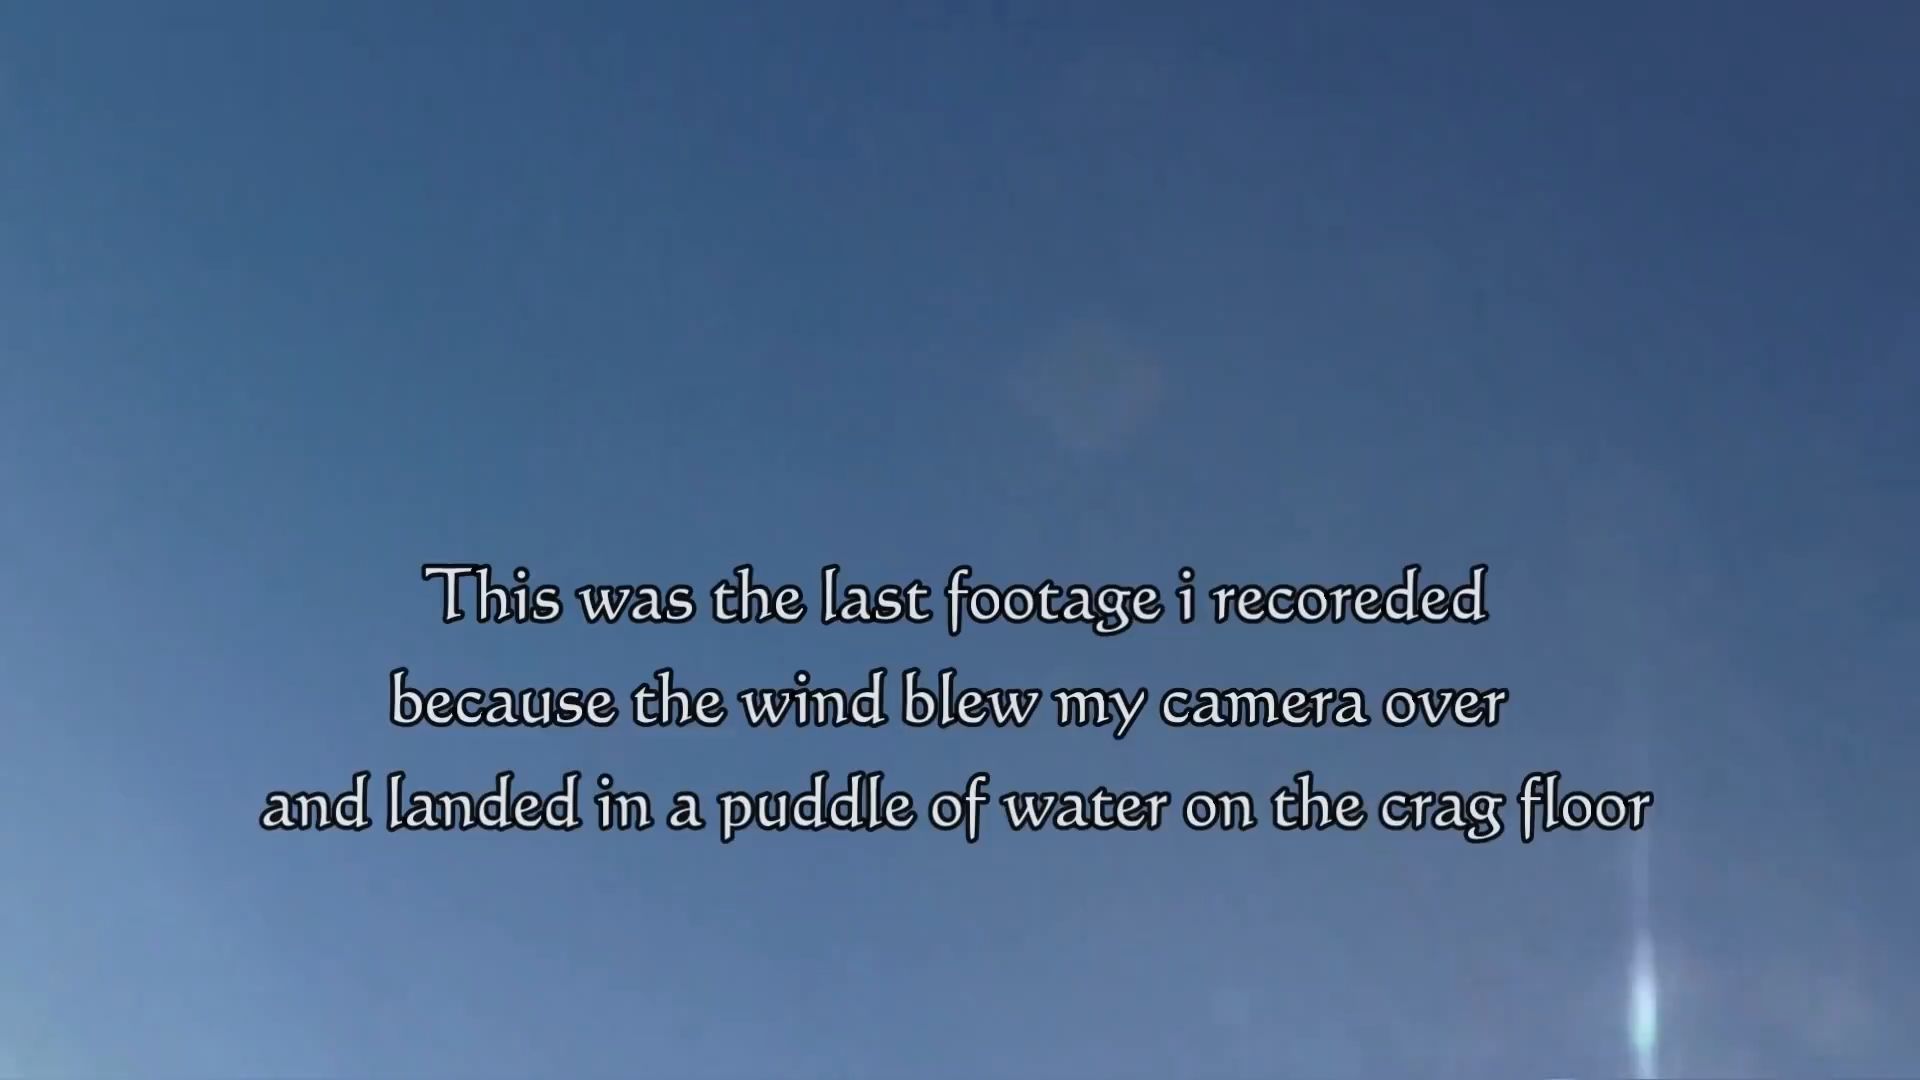 This was the last footage i recoreded
because the wind blew my camera over
and landed in a puddle of water on the crag floor